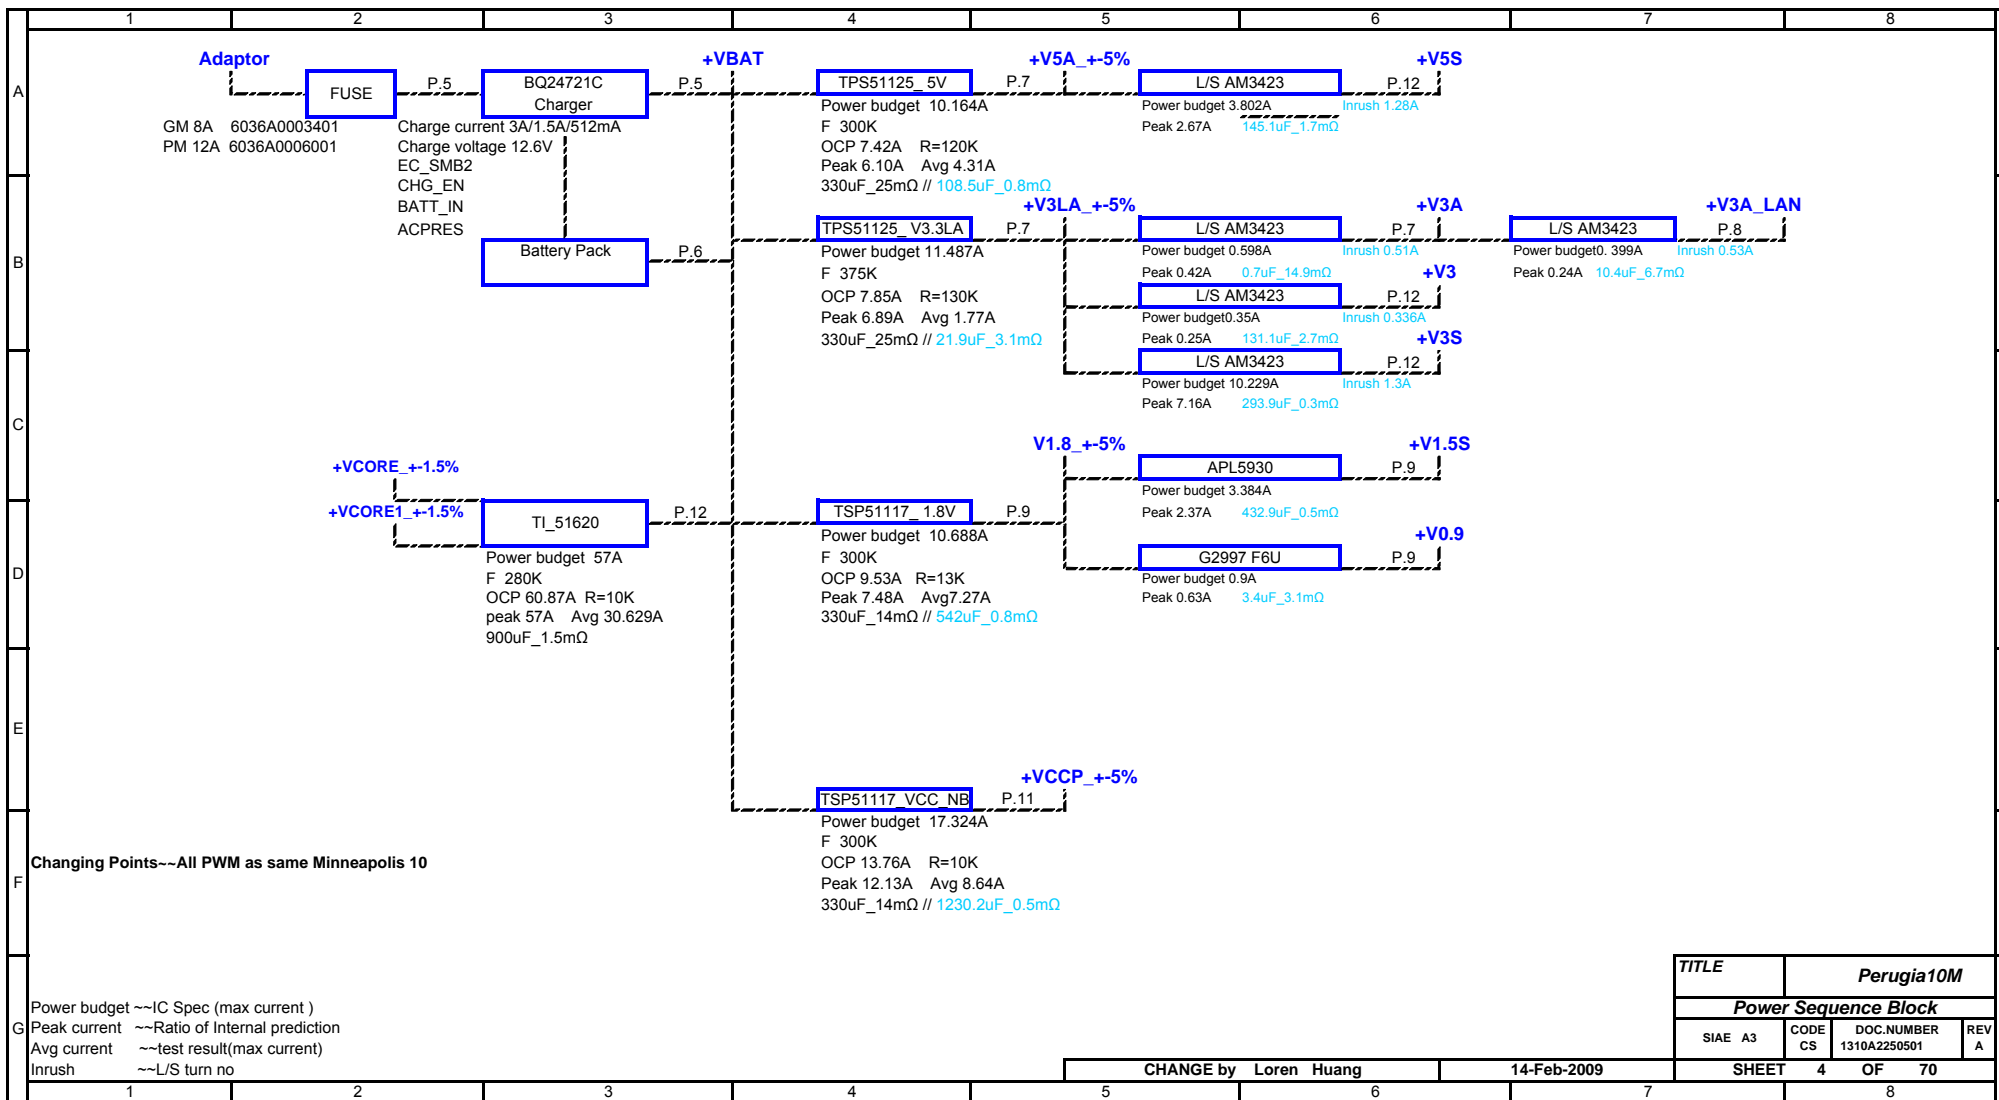 1 2 3 4 5 6 7 8
A
B
C
D
E
F
G
Adaptor
FUSE
P.5
GM 8A 6036A0003401
PM 12A 6036A0006001
BQ24721C
Charger
P.5
Charge current 3A/1.5A/512mA
Charge voltage 12.6V
EC_SMB2
CHG_EN
BATT_IN
ACPRES
Battery Pack
P.6
+VBAT
TPS51125_ 5V
P.7
Power budget 10.164A
F 300K
OCP 7.42A R=120K
Peak 6.10A Avg 4.31A
330uF_25mΩ // 108.5uF_0.8mΩ
+V5A_+-5%
L/S AM3423
P.12
+V5S
Power budget 3.802A
Inrush 1.28A
Peak 2.67A
145.1uF_1.7mΩ
TPS51125_ V3.3LA
P.7
Power budget 11.487A
F 375K
OCP 7.85A R=130K
Peak 6.89A Avg 1.77A
330uF_25mΩ // 21.9uF_3.1mΩ
+V3LA_+-5%
L/S AM3423
P.7
+V3A
Power budget 0.598A
Inrush 0.51A
Peak 0.42A
0.7uF_14.9mΩ
L/S AM3423
P.8
+V3A_LAN
Power budget0. 399A
Inrush 0.53A
Peak 0.24A
10.4uF_6.7mΩ
+V3
L/S AM3423
P.12
Power budget0.35A
Inrush 0.336A
Peak 0.25A
131.1uF_2.7mΩ
+V3S
L/S AM3423
P.12
Power budget 10.229A
Inrush 1.3A
Peak 7.16A
293.9uF_0.3mΩ
+VCORE_+-1.5%
+VCORE1_+-1.5%
TI_51620
P.12
Power budget 57A
F 280K
OCP 60.87A R=10K
peak 57A Avg 30.629A
900uF_1.5mΩ
TSP51117_ 1.8V
P.9
Power budget 10.688A
F 300K
OCP 9.53A R=13K
Peak 7.48A Avg7.27A
330uF_14mΩ // 542uF_0.8mΩ
V1.8_+-5%
APL5930
P.9
+V1.5S
Power budget 3.384A
Peak 2.37A
432.9uF_0.5mΩ
+V0.9
G2997 F6U
P.9
Power budget 0.9A
Peak 0.63A
3.4uF_3.1mΩ
+VCCP_+-5%
TSP51117_VCC_NB
P.11
Power budget 17.324A
F 300K
OCP 13.76A R=10K
Peak 12.13A Avg 8.64A
330uF_14mΩ // 1230.2uF_0.5mΩ
Changing Points~~All PWM as same Minneapolis 10
Power budget ~~IC Spec (max current )
Peak current ~~Ratio of Internal prediction
Avg current ~~test result(max current)
Inrush ~~L/S turn no
TITLE
Perugia10M
Power Sequence Block
SIAE A3
CODE
CS
DOC.NUMBER
1310A2250501
REV
A
CHANGE by Loren Huang
14-Feb-2009
SHEET 4 OF 70
1 2 3 4 5 6 7 8